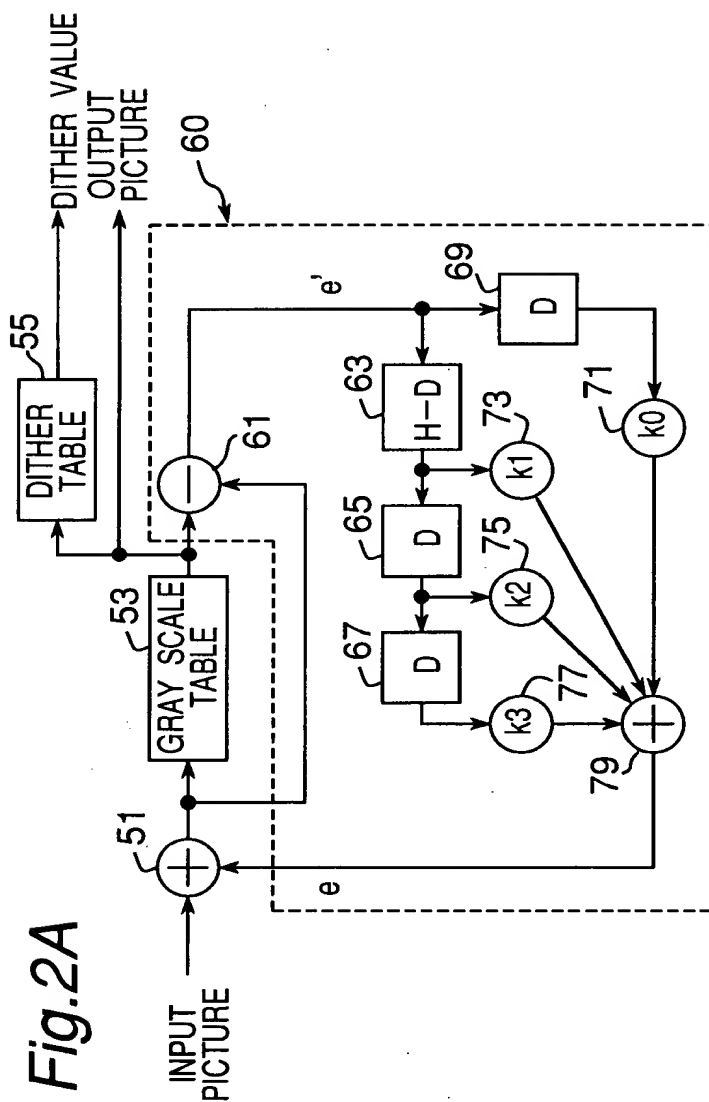 Fig.2A
INPUT
PICTURE
51
+
e
53
GRAY SCALE
TABLE
55
DITHER
TABLE
DITHER VALUE
OUTPUT
PICTURE
60
61
−
e'
63
H−D
65
D
67
D
69
D
71
k0
73
k1
75
k2
77
k3
79
+